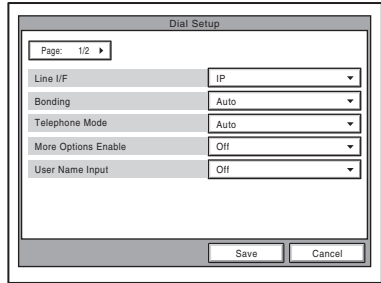 Dial Setup
Page: 1/2
Line I/F IP
Bonding Auto
Telephone Mode Auto
More Options Enable Off
User Name Input Off
Save Cancel